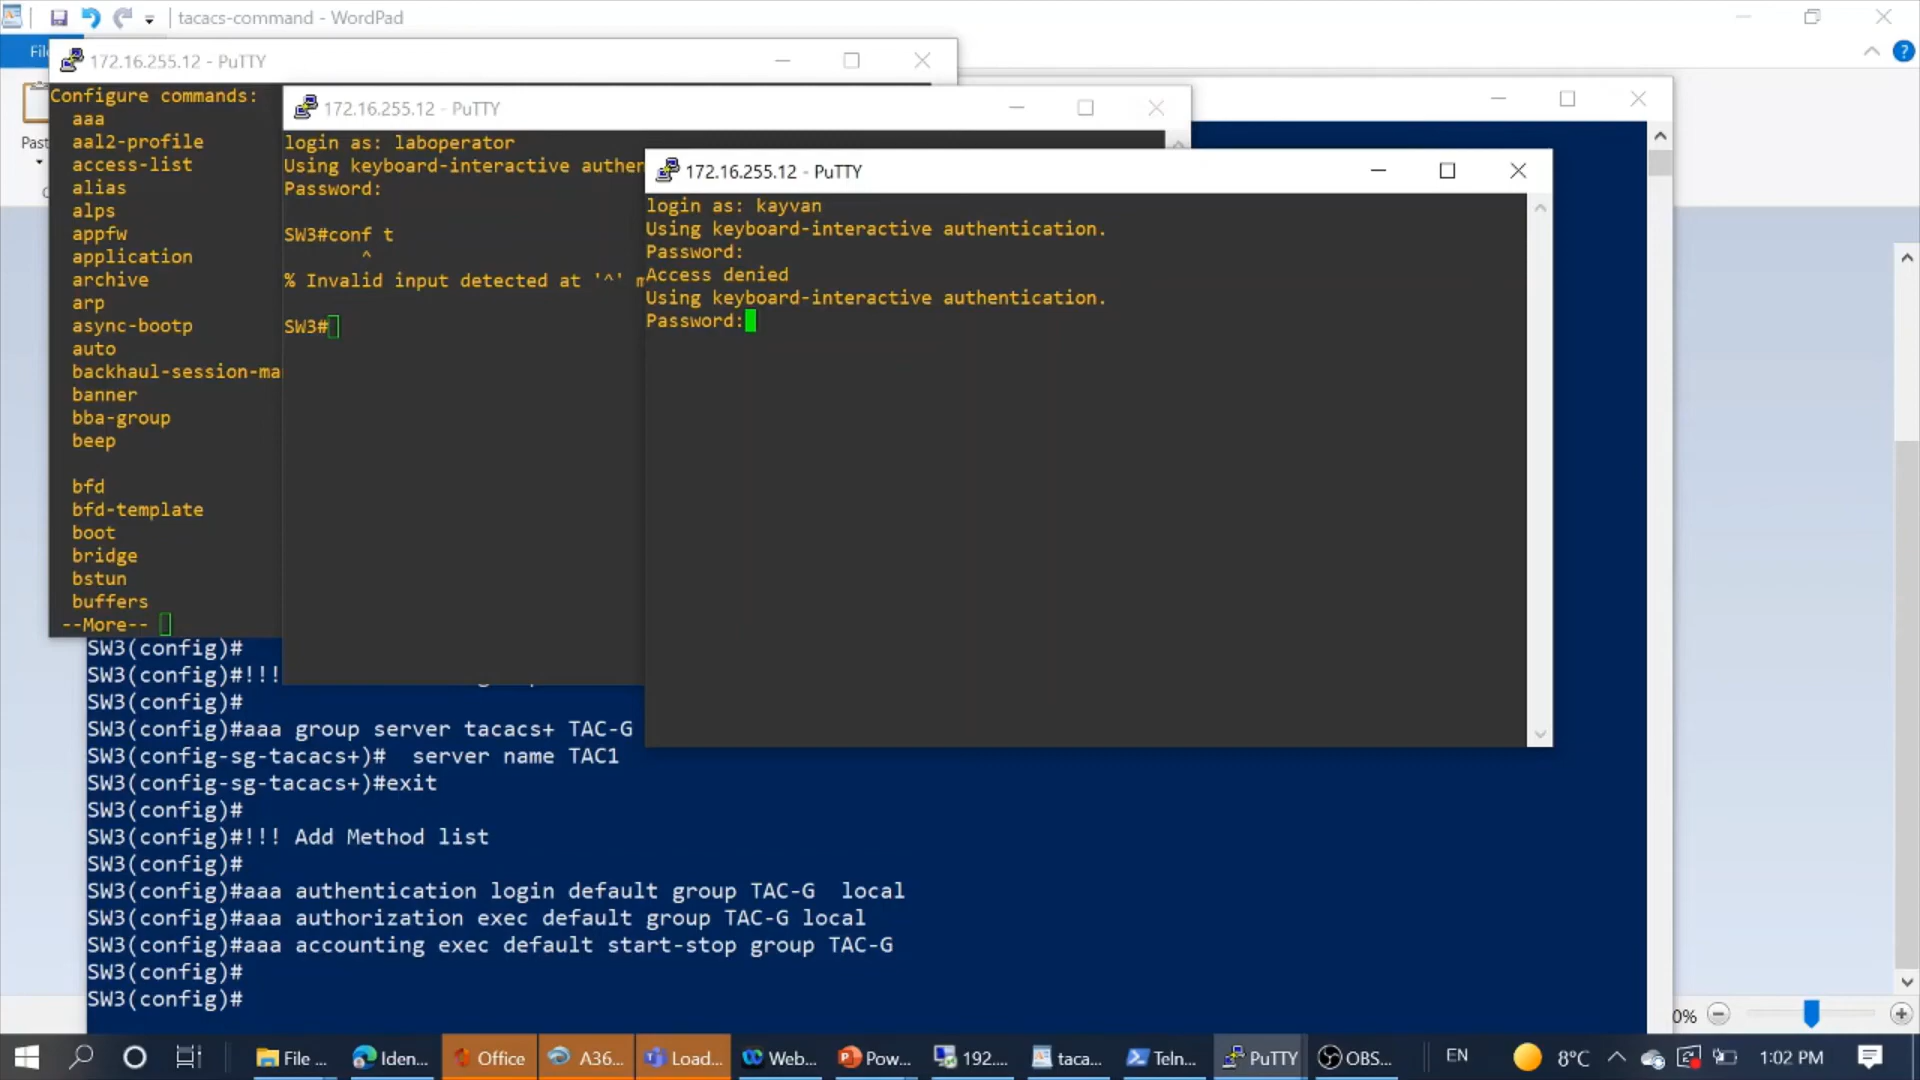 tacacs-command - WordPad
File
172.16.255.12 - PuTTY
Past
Configure commands:
aaa
aal2-profile
access-list
alias
alps
appfw
application
archive
arp
async-bootp
auto
backhaul-session-ma
banner
bba-group
beep
bfd
bfd-template
boot
bridge
bstun
buffers
--More--
172.16.255.12 - PuTTY
login as: laboperator
Using keyboard-interactive authen
Password:
SW3#conf t
^
% Invalid input detected at '^' m
SW3#
172.16.255.12 - PuTTY
login as: kayvan
Using keyboard-interactive authentication.
Password:
Access denied
Using keyboard-interactive authentication.
Password:
SW3(config)#
SW3(config)#!!!
SW3(config)#
SW3(config)#aaa group server tacacs+ TAC-G
SW3(config-sg-tacacs+)#  server name TAC1
SW3(config-sg-tacacs+)#exit
SW3(config)#
SW3(config)#!!! Add Method list
SW3(config)#
SW3(config)#aaa authentication login default group TAC-G  local
SW3(config)#aaa authorization exec default group TAC-G local
SW3(config)#aaa accounting exec default start-stop group TAC-G
SW3(config)#
SW3(config)#
0%
File ...
Iden...
Office
A36...
Load...
Web...
Pow...
192...
taca...
Teln...
PuTTY
OBS...
EN
8°C
1:02 PM